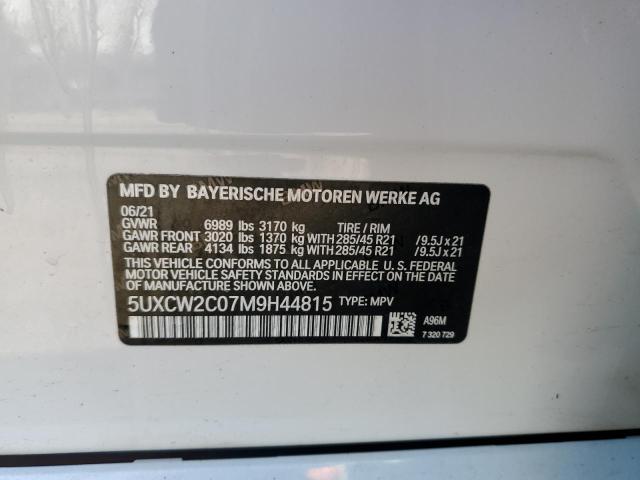 MFD BY BAYERISCHE MOTOREN WERKE AG
06/21
GVWR 6989 lbs 3170 kg TIRE / RIM
GAWR FRONT 3020 lbs 1370 kg WITH 285/45 R21 /9.5J x 21
GAWR REAR 4134 lbs 1875 kg WITH 285/45 R21 /9.5J x 21
THIS VEHICLE CONFORMS TO ALL APPLICABLE U. S. FEDERAL
MOTOR VEHICLE SAFETY STANDARDS IN EFFECT ON THE DATE
OF MANUFACTURE SHOWN ABOVE.
5UXCW2C07M9H44815 TYPE: MPV
A96M
7 320 729